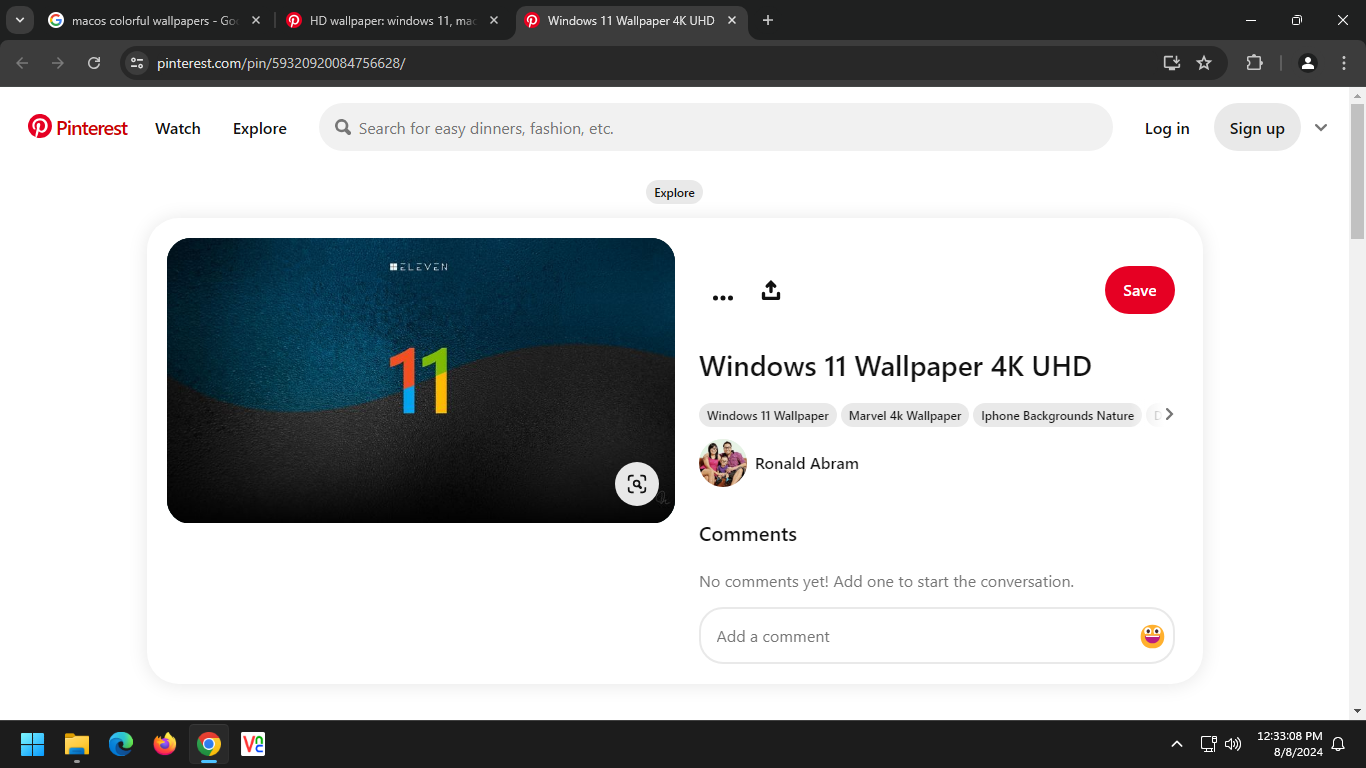 macos colorful wallpapers - Goo
HD wallpaper: windows 11, mac
Windows 11 Wallpaper 4K UHD
pinterest.com/pin/59320920084756628/
Pinterest
Watch
Explore
Search for easy dinners, fashion, etc.
Log in
Sign up
Explore
ELEVEN
11
Save
Windows 11 Wallpaper 4K UHD
Windows 11 Wallpaper
Marvel 4k Wallpaper
Iphone Backgrounds Nature
D
Ronald Abram
Comments
No comments yet! Add one to start the conversation.
Add a comment
VNC
12:33:08 PM
8/8/2024